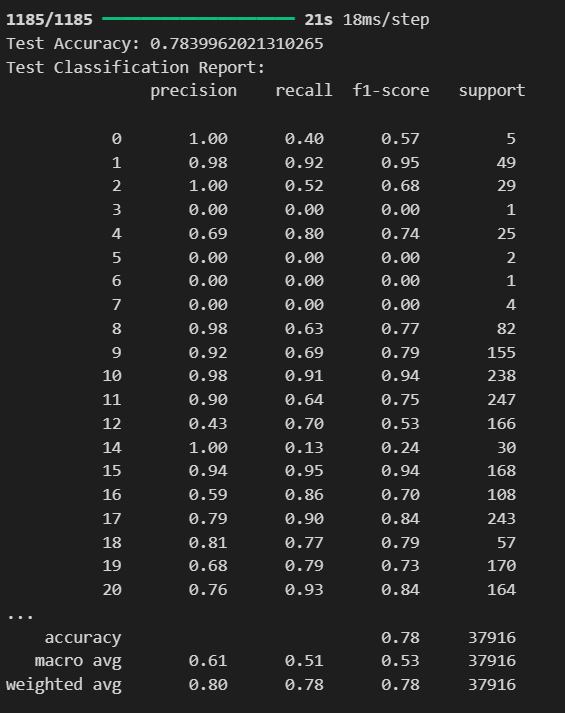 1185/1185 ━━━━━━━━━━━━━━━━━━━━ 21s 18ms/step
Test Accuracy: 0.7839962021310265
Test Classification Report:
              precision    recall  f1-score   support

           0       1.00      0.40      0.57         5
           1       0.98      0.92      0.95        49
           2       1.00      0.52      0.68        29
           3       0.00      0.00      0.00         1
           4       0.69      0.80      0.74        25
           5       0.00      0.00      0.00         2
           6       0.00      0.00      0.00         1
           7       0.00      0.00      0.00         4
           8       0.98      0.63      0.77        82
           9       0.92      0.69      0.79       155
          10       0.98      0.91      0.94       238
          11       0.90      0.64      0.75       247
          12       0.43      0.70      0.53       166
          14       1.00      0.13      0.24        30
          15       0.94      0.95      0.94       168
          16       0.59      0.86      0.70       108
          17       0.79      0.90      0.84       243
          18       0.81      0.77      0.79        57
          19       0.68      0.79      0.73       170
          20       0.76      0.93      0.84       164
...
    accuracy                           0.78     37916
   macro avg       0.61      0.51      0.53     37916
weighted avg       0.80      0.78      0.78     37916